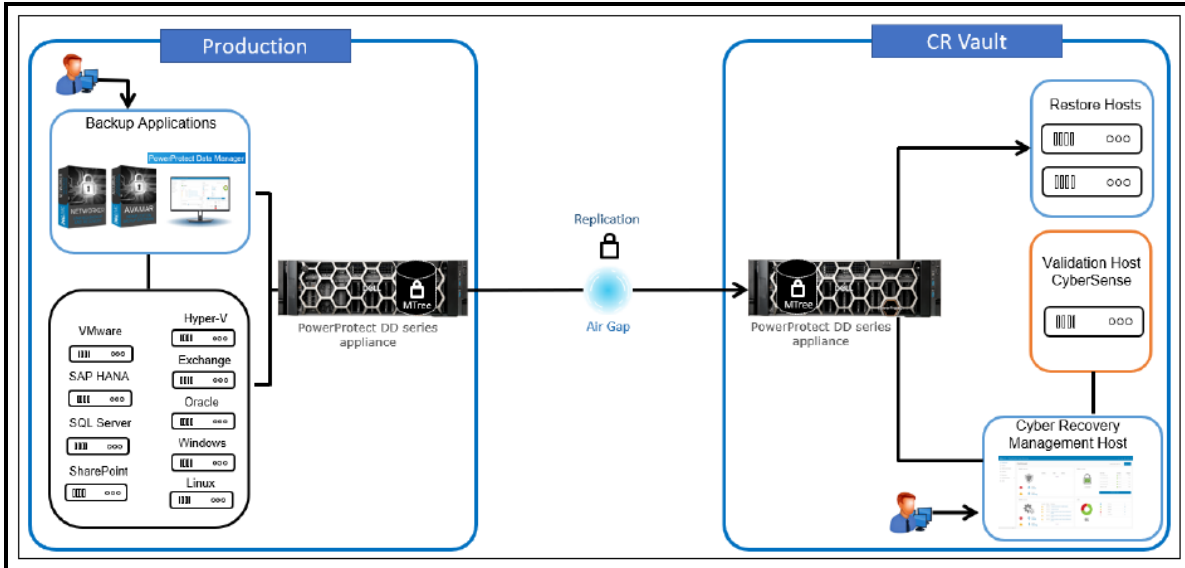 Production
Backup Applications
PowerProtect Data Manager
NETWORKER
AVAMAR
VMware
SAP HANA
SQL Server
SharePoint
Hyper-V
Exchange
Oracle
Windows
Linux
DELL
MTree
PowerProtect DD series
appliance
Replication
Air Gap
CR Vault
MTree
PowerProtect DD series
appliance
Restore Hosts
Validation Host
CyberSense
Cyber Recovery
Management Host